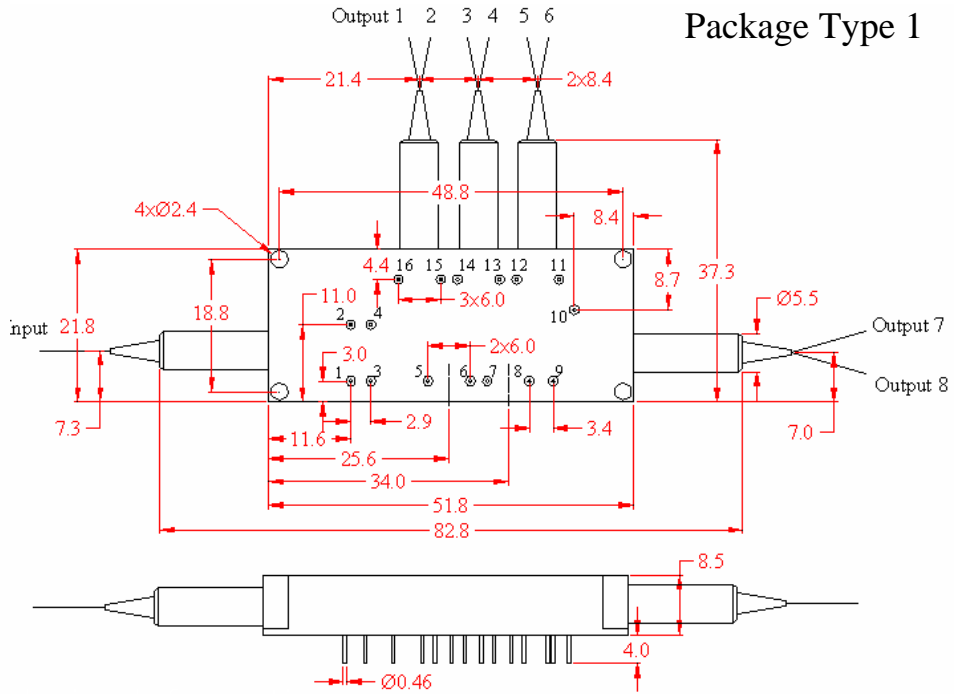 Output 1 2 3 4 5 6
Package Type 1
21.4
2x8.4
48.8
4xØ2.4
8.4
4.4
16 15 14 13 12 11
8.7
37.3
11.0
3x6.0
Ø5.5
2 4
10
18.8
Input
21.8
Output 7
3.0
2x6.0
1 3 5 6 7 8 9
Output 8
7.3
2.9
3.4
7.0
11.6
25.6
34.0
51.8
82.8
8.5
4.0
Ø0.46